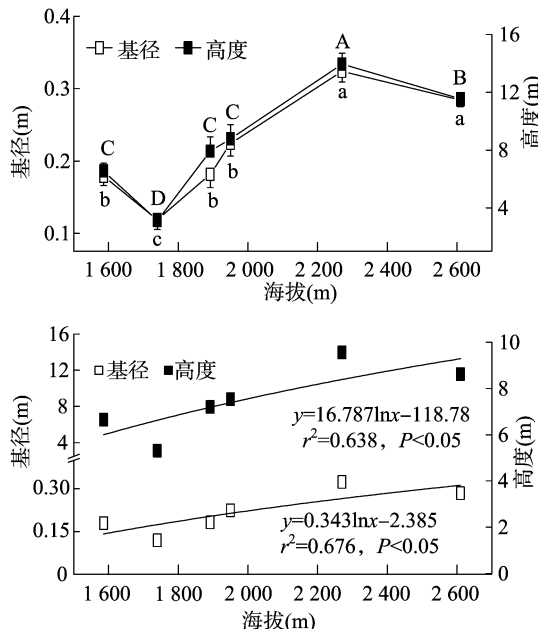 0.4
0.3
0.2
0.1
基径(m)
基径 高度
16
12
8
4
高度(m)
C
D
C
C
A
B
b
c
b
b
a
a
1 600 1 800 2 000 2 200 2 400 2 600
海拔(m)
16
12
8
4
0.30
0.15
0
基径(m)
基径 高度
10
8
6
4
2
0
高度(m)
y=16.787lnx−118.78
r²=0.638，P<0.05
y=0.343lnx−2.385
r²=0.676，P<0.05
1 600 1 800 2 000 2 200 2 400 2 600
海拔(m)